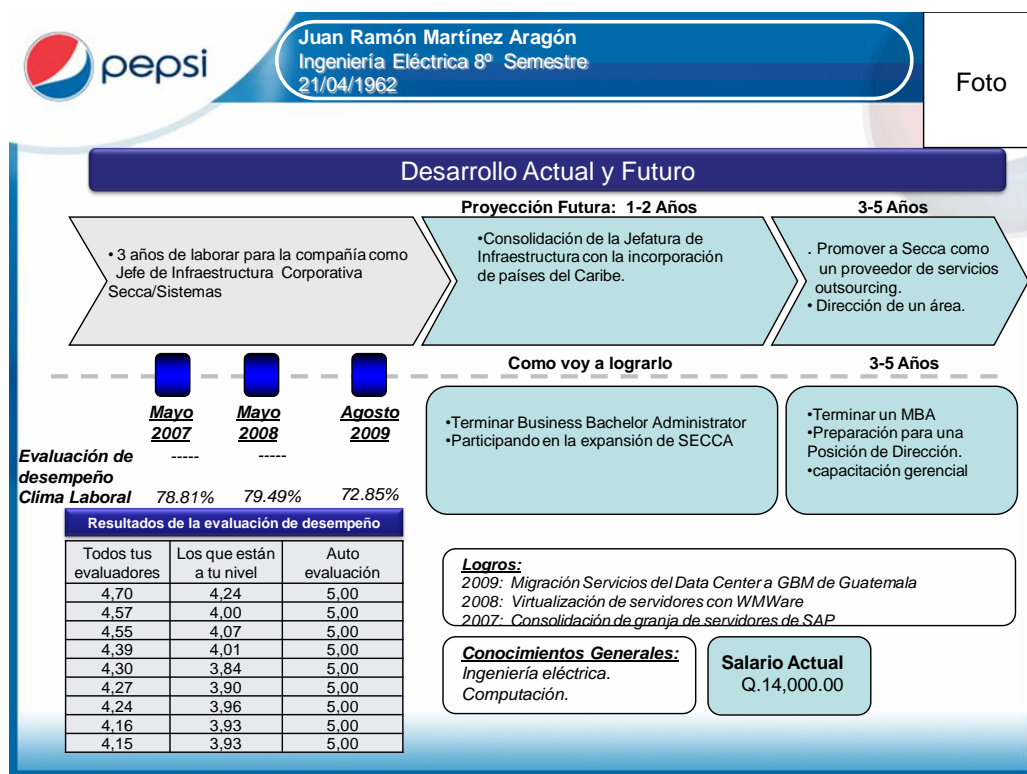 pepsi
Juan Ramón Martínez Aragón
Ingeniería Eléctrica 8º Semestre
21/04/1962
Foto
Desarrollo Actual y Futuro
Proyección Futura: 1-2 Años
3-5 Años
• 3 años de laborar para la compañía como
Jefe de Infraestructura Corporativa
Secca/Sistemas
•Consolidación de la Jefatura de
Infraestructura con la incorporación
de países del Caribe.
. Promover a Secca como
un proveedor de servicios
outsourcing.
• Dirección de un área.
Como voy a lograrlo
3-5 Años
Mayo
2007
Mayo
2008
Agosto
2009
•Terminar Business Bachelor Administrator
•Participando en la expansión de SECCA
•Terminar un MBA
•Preparación para una
Posición de Dirección.
•capacitación gerencial
Evaluación de
desempeño
----- -----
Clima Laboral 78.81% 79.49% 72.85%
Resultados de la evaluación de desempeño
Todos tus
evaluadores
Los que están
a tu nivel
Auto
evaluación
4,70 4,24 5,00
4,57 4,00 5,00
4,55 4,07 5,00
4,39 4,01 5,00
4,30 3,84 5,00
4,27 3,90 5,00
4,24 3,96 5,00
4,16 3,93 5,00
4,15 3,93 5,00
Logros:
2009: Migración Servicios del Data Center a GBM de Guatemala
2008: Virtualización de servidores con WMWare
2007: Consolidación de granja de servidores de SAP
Conocimientos Generales:
Ingeniería eléctrica.
Computación.
Salario Actual
Q.14,000.00